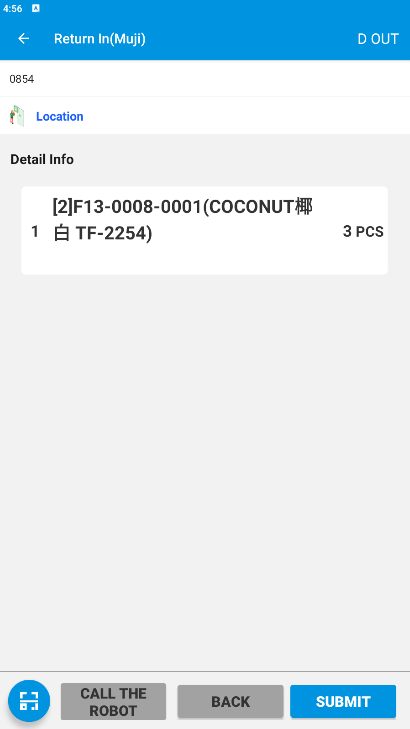 4:56 A
Return In(Muji) D OUT
0854
Location
Detail Info
[2]F13-0008-0001(COCONUT椰
1 白 TF-2254) 3 PCS
CALL THE
ROBOT
BACK
SUBMIT